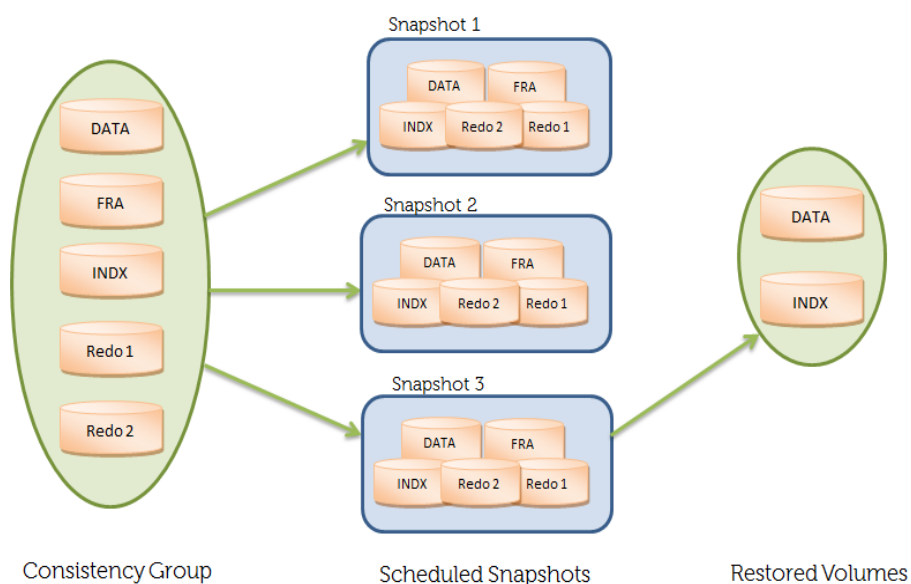 Snapshot 1
DATA
FRA
INDX
Redo 2
Redo 1
DATA
FRA
INDX
Redo 1
Redo 2
Snapshot 2
DATA
FRA
INDX
Redo 2
Redo 1
DATA
INDX
Snapshot 3
DATA
FRA
INDX
Redo 2
Redo 1
Consistency Group
Scheduled Snapshots
Restored Volumes